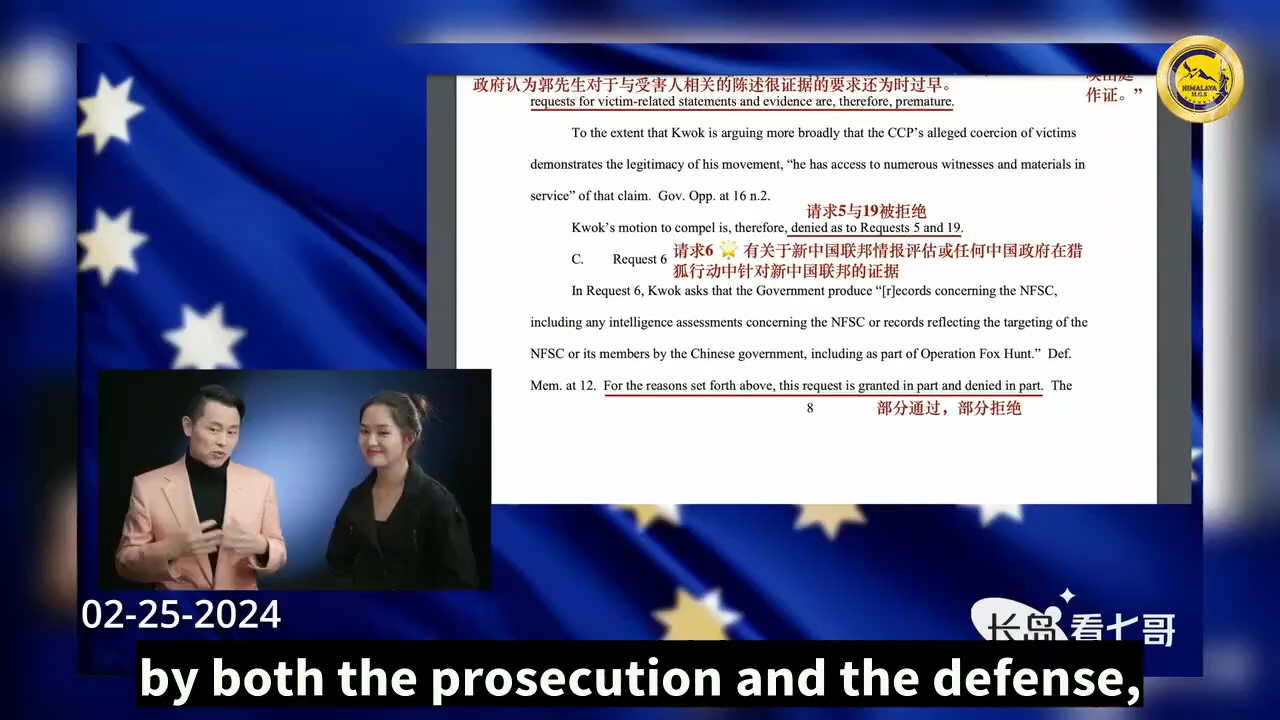 政府认为郭先生对于与受害人相关的陈述很证据的要求还为时过早。
作证。”
requests for victim-related statements and evidence are, therefore, premature.
To the extent that Kwok is arguing more broadly that the CCP’s alleged coercion of victims
demonstrates the legitimacy of his movement, “he has access to numerous witnesses and materials in
service” of that claim. Gov. Opp. at 16 n.2.
请求5与19被拒绝
Kwok’s motion to compel is, therefore, denied as to Requests 5 and 19.
C. Request 6
请求6 有关于新中国联邦情报评估或任何中国政府在猎
狐行动中针对新中国联邦的证据
In Request 6, Kwok asks that the Government produce “[r]ecords concerning the NFSC,
including any intelligence assessments concerning the NFSC or records reflecting the targeting of the
NFSC or its members by the Chinese government, including as part of Operation Fox Hunt.” Def.
Mem. at 12. For the reasons set forth above, this request is granted in part and denied in part. The
8
部分通过，部分拒绝
HIMALAYA
M.O.S
02-25-2024
长岛看七哥
by both the prosecution and the defense,